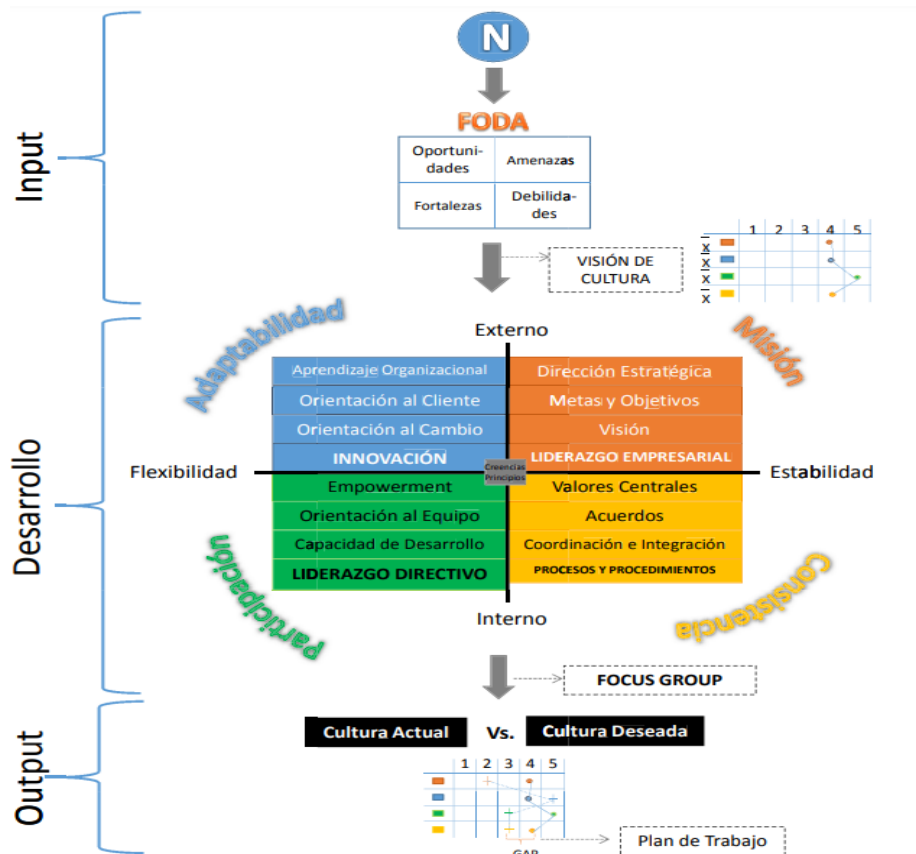 N
FODA
Oportuni-
dades
Amenazas
Fortalezas
Debilida-
des
VISIÓN DE
CULTURA
1 2 3 4 5
x
x
x
x
Input
Adaptabilidad
Externo
Misión
Aprendizaje Organizacional
Dirección Estratégica
Orientación al Cliente
Metas y Objetivos
Orientación al Cambio
Visión
INNOVACIÓN
LIDERAZGO EMPRESARIAL
Flexibilidad
Creencias
Principios
Estabilidad
Empowerment
Valores Centrales
Orientación al Equipo
Acuerdos
Capacidad de Desarrollo
Coordinación e Integración
LIDERAZGO DIRECTIVO
PROCESOS Y PROCEDIMIENTOS
Participación
Interno
Consistencia
Desarrollo
FOCUS GROUP
Cultura Actual Vs. Cultura Deseada
1 2 3 4 5
GAP
Plan de Trabajo
Output